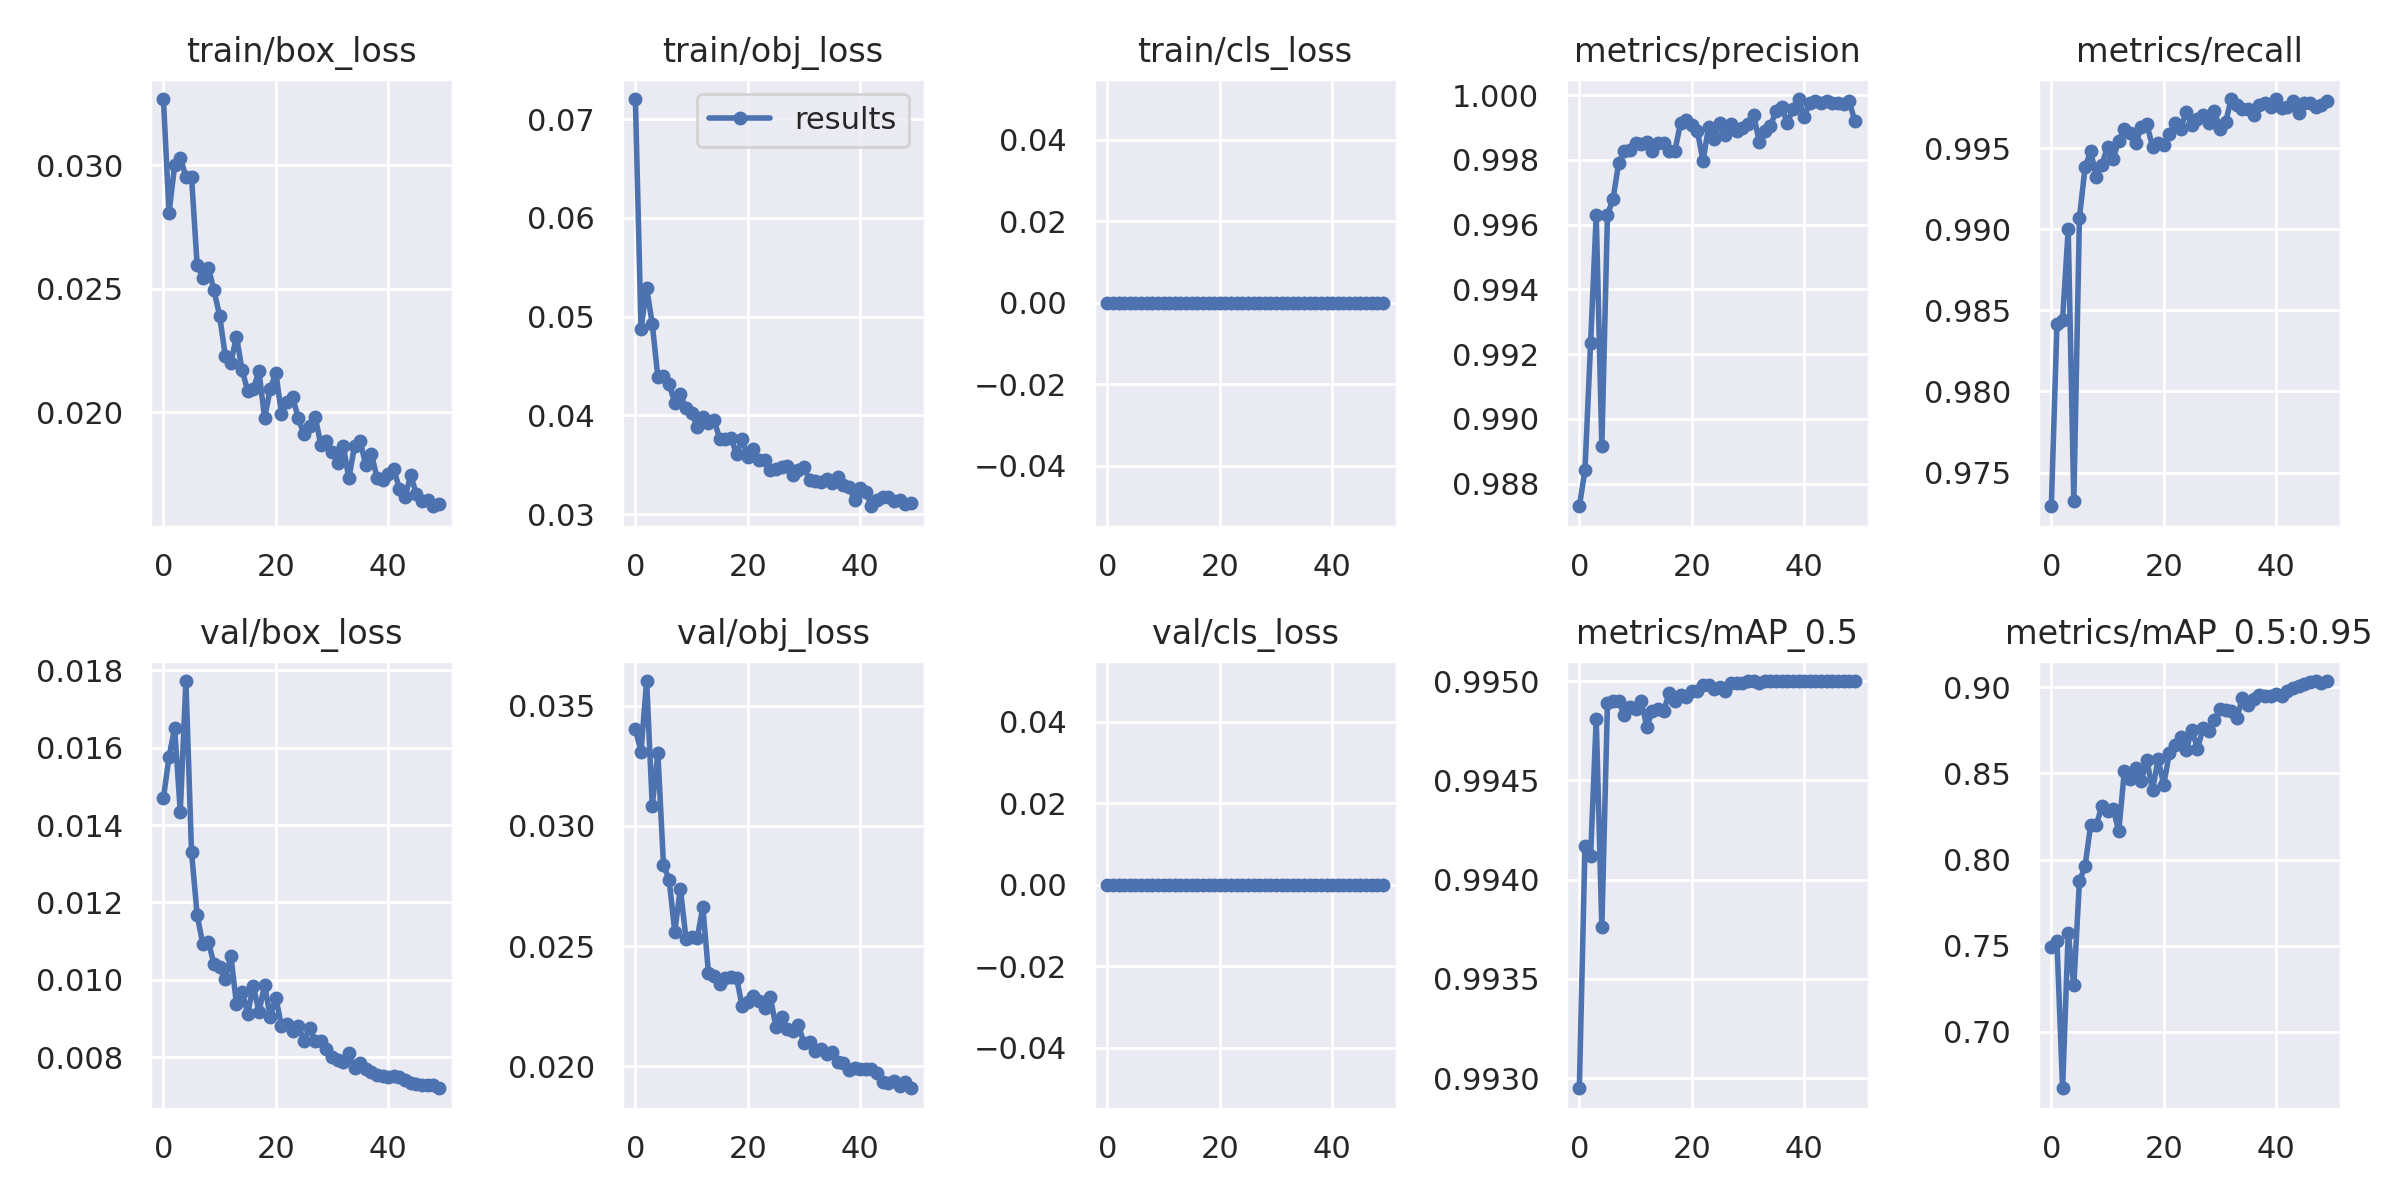 train/box_loss
train/obj_loss
train/cls_loss
metrics/precision
metrics/recall
0.030
0.025
0.020
0 20 40
results
0.07
0.06
0.05
0.04
0.03
0 20 40
0.04
0.02
0.00
−0.02
−0.04
0 20 40
1.000
0.998
0.996
0.994
0.992
0.990
0.988
0 20 40
0.995
0.990
0.985
0.980
0.975
0 20 40
val/box_loss
val/obj_loss
val/cls_loss
metrics/mAP_0.5
metrics/mAP_0.5:0.95
0.018
0.016
0.014
0.012
0.010
0.008
0 20 40
0.035
0.030
0.025
0.020
0 20 40
0.04
0.02
0.00
−0.02
−0.04
0 20 40
0.9950
0.9945
0.9940
0.9935
0.9930
0 20 40
0.90
0.85
0.80
0.75
0.70
0 20 40